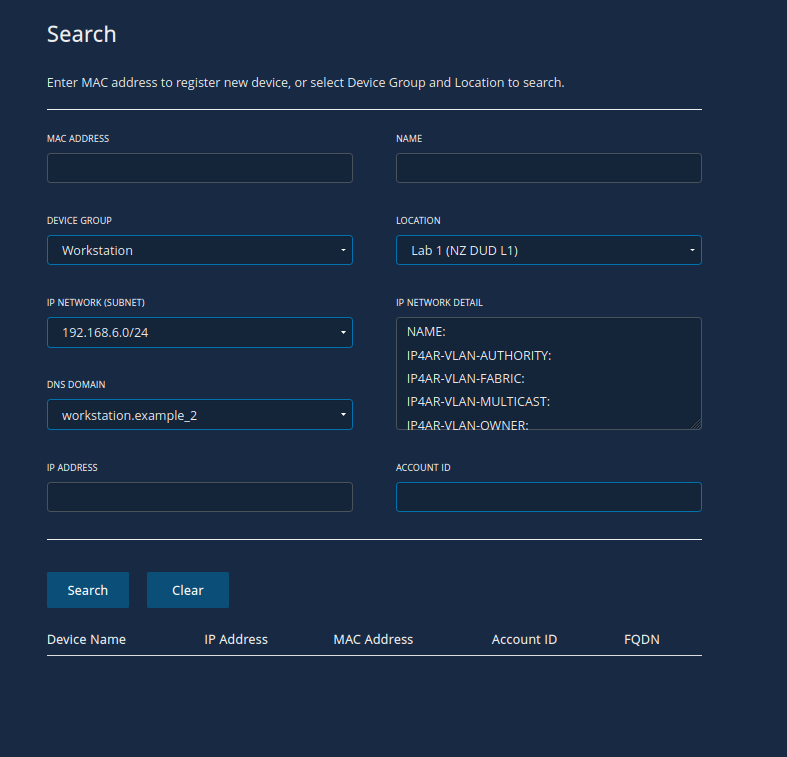 Search
Enter MAC address to register new device, or select Device Group and Location to search.
MAC ADDRESS
NAME
DEVICE GROUP
LOCATION
Workstation
Lab 1 (NZ DUD L1)
IP NETWORK (SUBNET)
IP NETWORK DETAIL
192.168.6.0/24
NAME:
IP4AR-VLAN-AUTHORITY:
IP4AR-VLAN-FABRIC:
IP4AR-VLAN-MULTICAST:
IP4AR-VLAN-OWNER:
DNS DOMAIN
workstation.example_2
IP ADDRESS
ACCOUNT ID
Search Clear
Device Name IP Address MAC Address Account ID FQDN